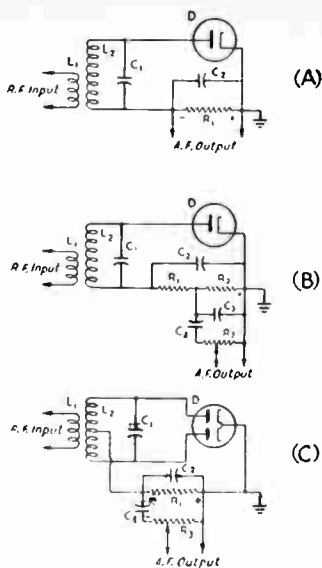 D
L₁
L₂
C₁
R.F. Input
C₂
- R₁ +
A.F. Output
(A)
D
L₁
L₂
C₁
R.F. Input
C₂
R₁
R₂
C₃
C₄
R₃
A.F. Output
(B)
D
L₁
L₂
C₁
R.F. Input
C₂
R₁ +
C₄
R₃
A.F. Output
(C)